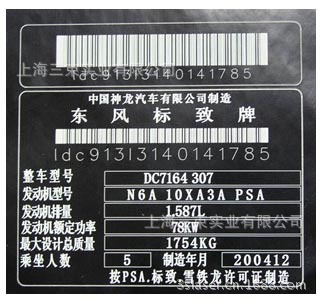 ldc913l3140141785
中国神龙汽车有限公司制造
东风标致牌
ldc913l3140141785
整车型号 DC7164 307
发动机型号 N6A 10XA3A PSA
发动机排量 1.587L
发动机额定功率 78KW
最大设计总质量 1754KG
乘坐人数 5 制造年月 200412
按PSA.标致.雪铁龙许可证制造